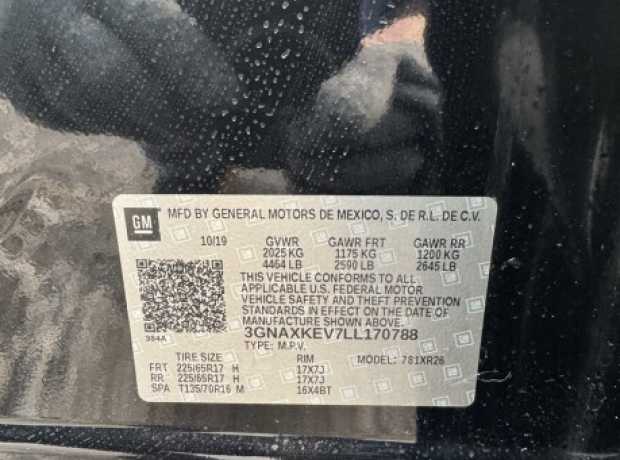 GM
MFD BY GENERAL MOTORS DE MEXICO, S. DE R.L. DE C.V.
10/19 GVWR GAWR FRT GAWR RR
2025 KG 1175 KG 1200 KG
4464 LB 2590 LB 2645 LB
THIS VEHICLE CONFORMS TO ALL
APPLICABLE U.S. FEDERAL MOTOR
VEHICLE SAFETY AND THEFT PREVENTION
STANDARDS IN EFFECT ON THE DATE OF
MANUFACTURE SHOWN ABOVE.
984A 3GNAXKEV7LL170788
TYPE: M.P.V. MODEL: 781XR26
TIRE SIZE RIM
FRT 225/65R17 H 17X7J
RR 225/65R17 H 17X7J
SPA T135/70R16 M 16X4BT